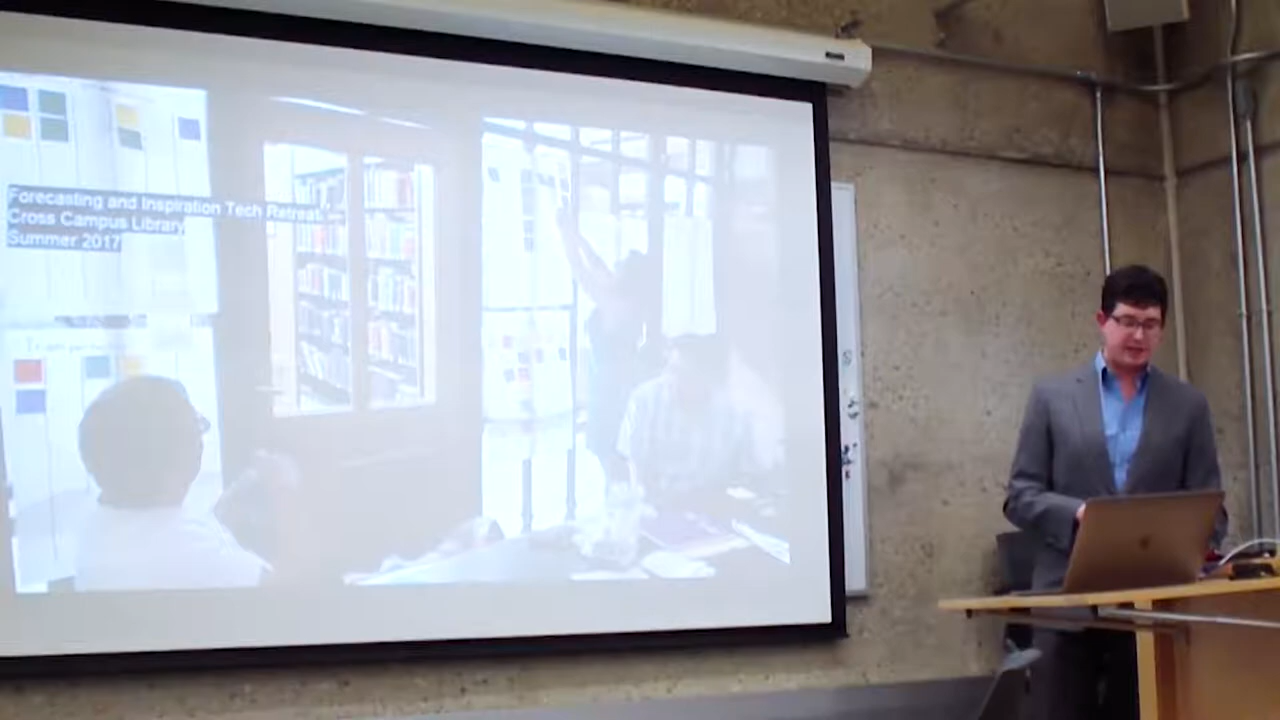 Forecasting and Inspiration Tech Retreat
Cross Campus Library
Summer 2017